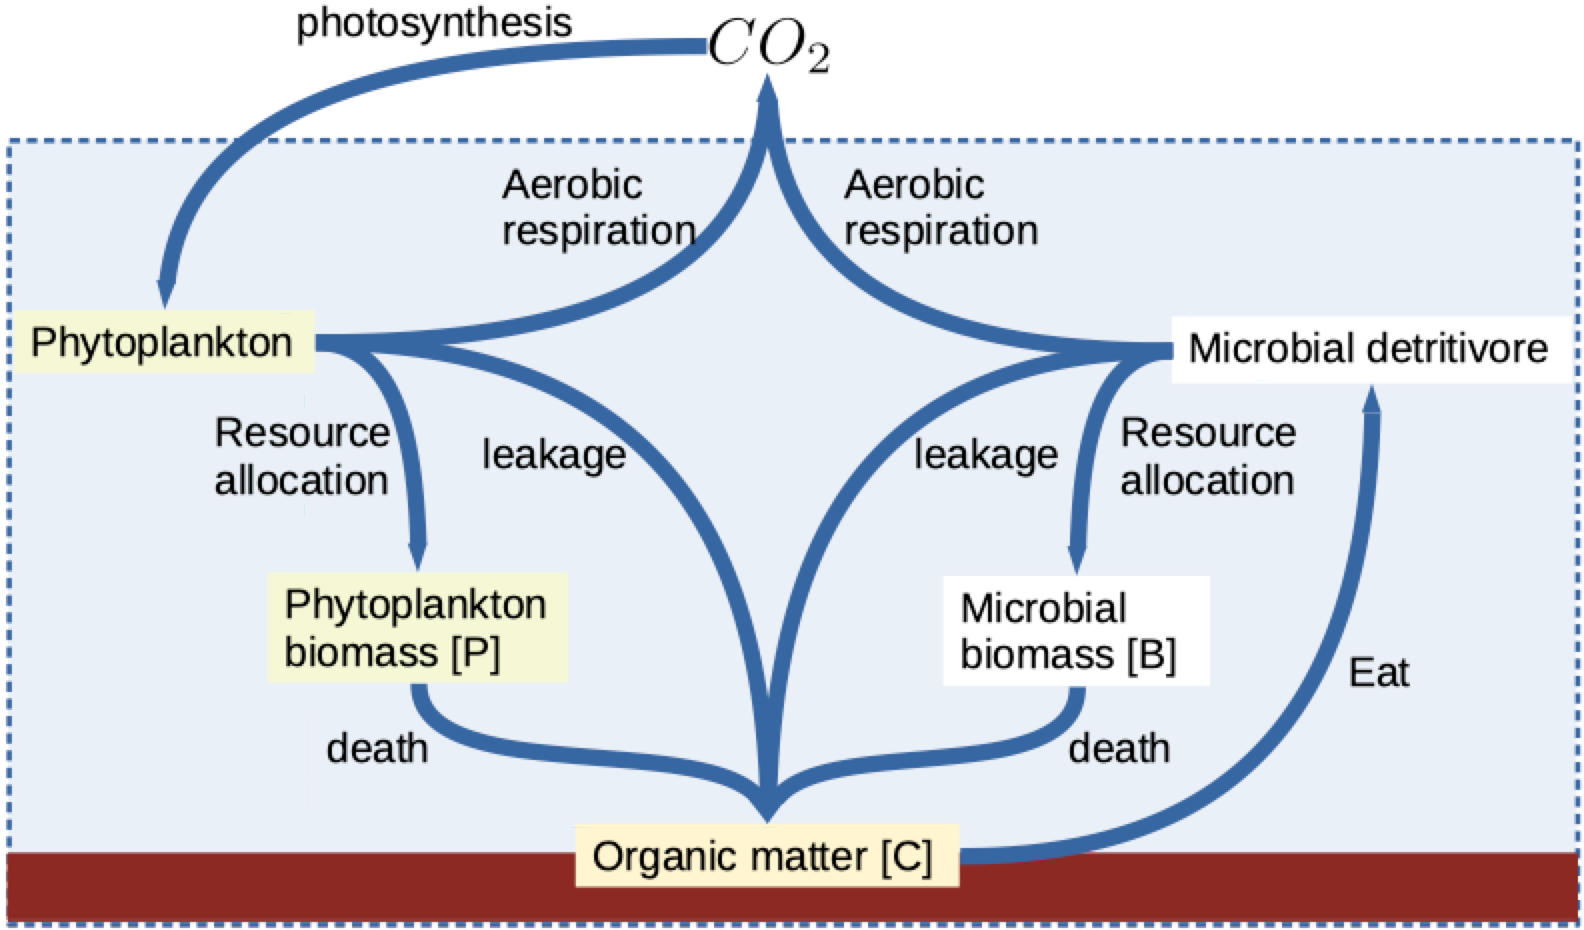 photosynthesis
CO₂
Aerobic
respiration
Aerobic
respiration
Phytoplankton
Microbial detritivore
Resource
allocation
leakage
leakage
Resource
allocation
Phytoplankton
biomass [P]
Microbial
biomass [B]
Eat
death
death
Organic matter [C]